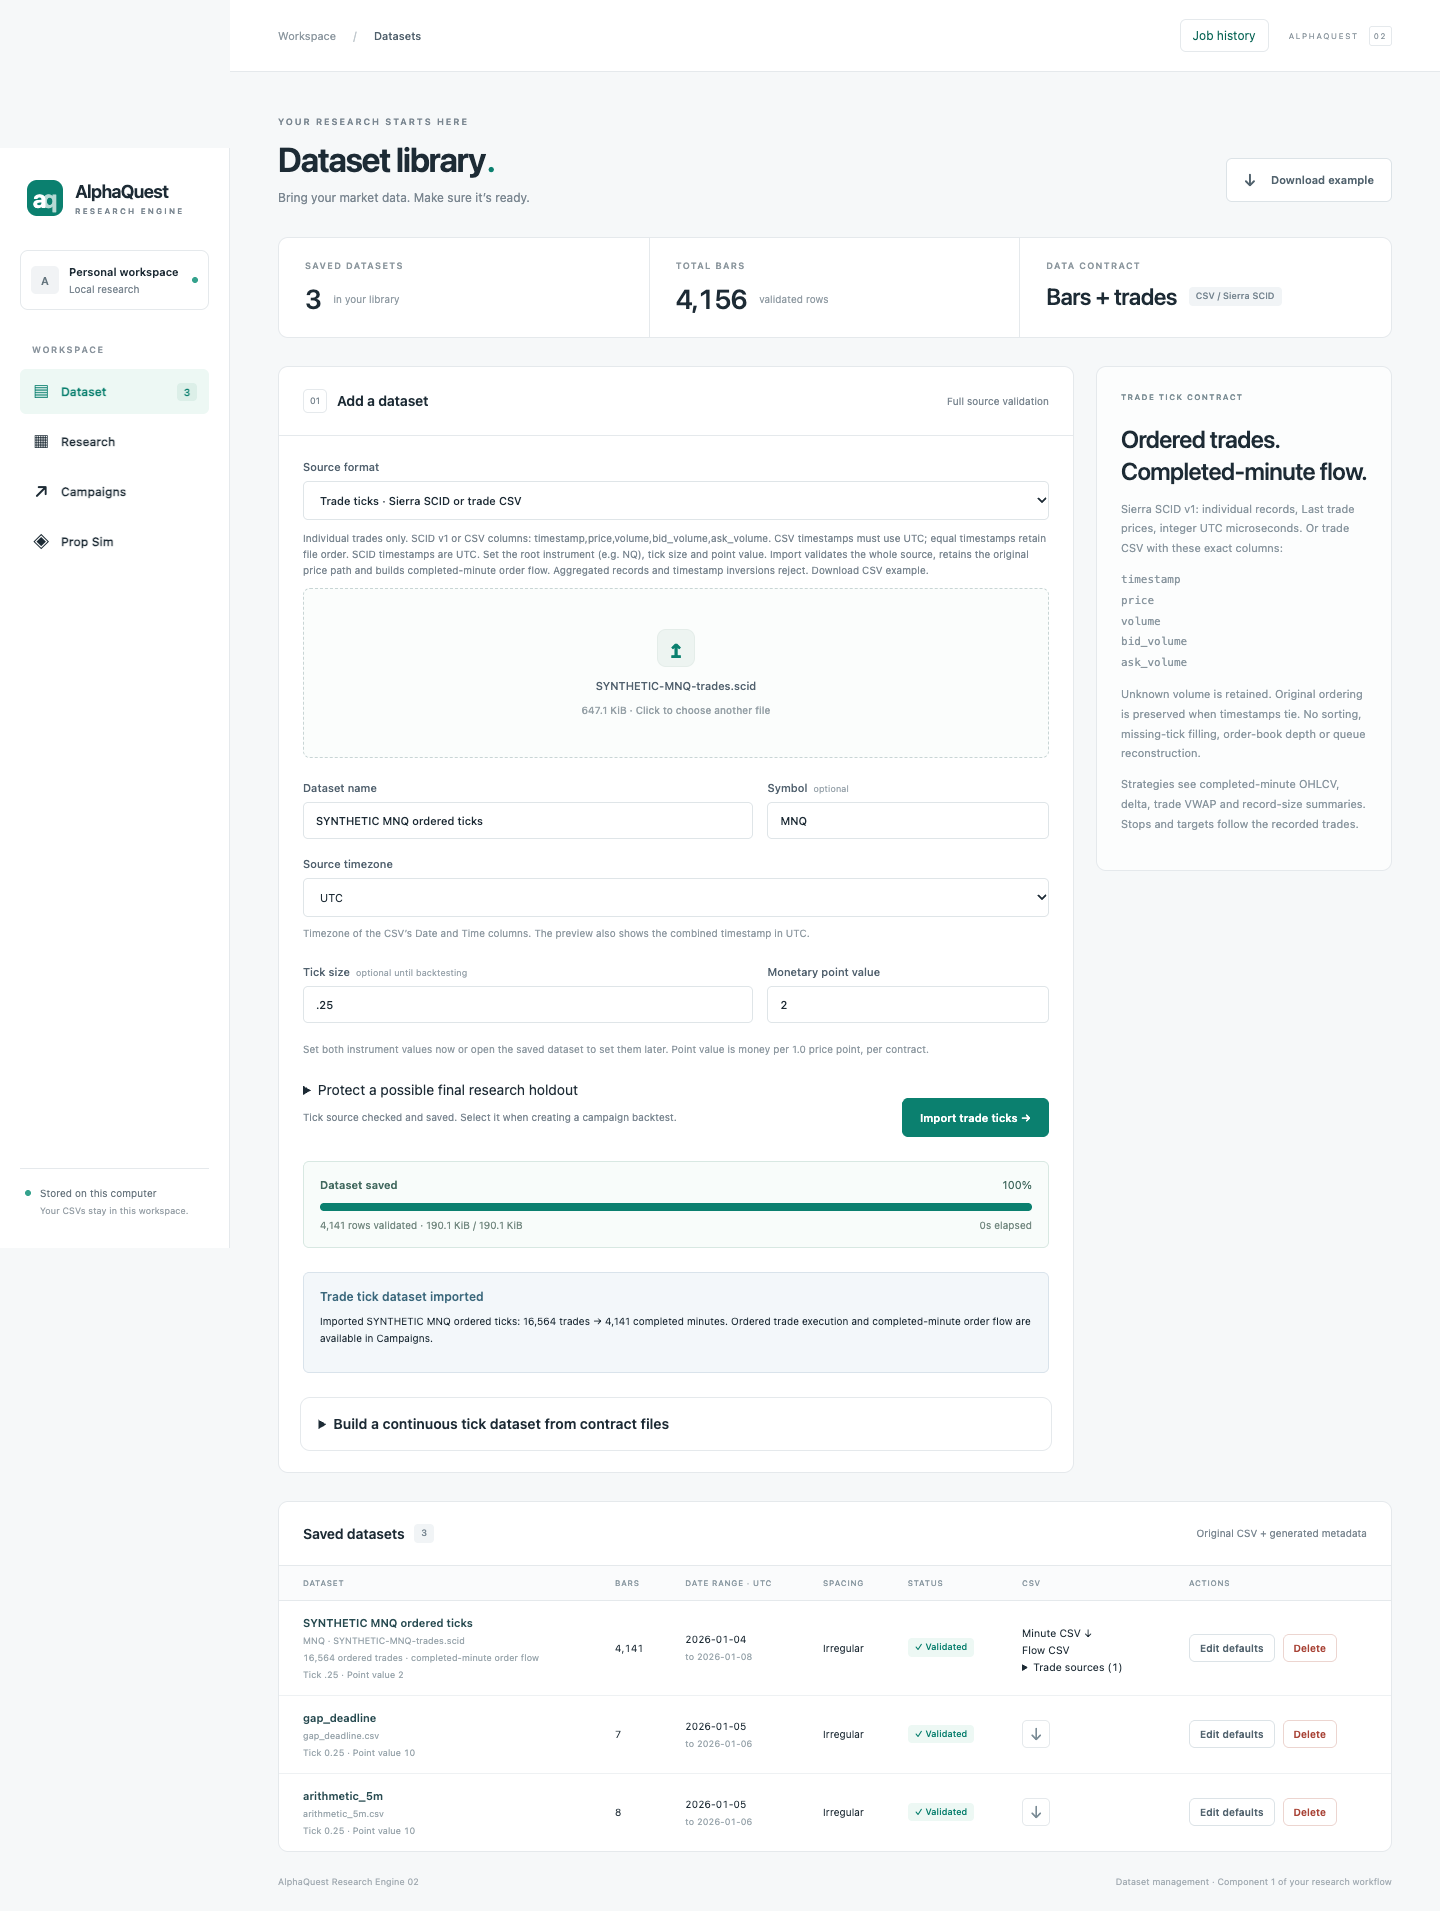 Workspace / Datasets
Job history
ALPHAQUEST 02
aq
AlphaQuest
RESEARCH ENGINE
A
Personal workspace
Local research
WORKSPACE
Dataset 3
Research
Campaigns
Prop Sim
Stored on this computer
Your CSVs stay in this workspace.
YOUR RESEARCH STARTS HERE
Dataset library.
Bring your market data. Make sure it's ready.
↓ Download example
SAVED DATASETS
3 in your library
TOTAL BARS
4,156 validated rows
DATA CONTRACT
Bars + trades CSV / Sierra SCID
01 Add a dataset
Full source validation
Source format
Trade ticks · Sierra SCID or trade CSV
Individual trades only. SCID v1 or CSV columns: timestamp,price,volume,bid_volume,ask_volume. CSV timestamps must use UTC; equal timestamps retain
file order. SCID timestamps are UTC. Set the root instrument (e.g. NQ), tick size and point value. Import validates the whole source, retains the original
price path and builds completed-minute order flow. Aggregated records and timestamp inversions reject. Download CSV example.
SYNTHETIC-MNQ-trades.scid
647.1 KiB · Click to choose another file
Dataset name
SYNTHETIC MNQ ordered ticks
Symbol optional
MNQ
Source timezone
UTC
Timezone of the CSV's Date and Time columns. The preview also shows the combined timestamp in UTC.
Tick size optional until backtesting
.25
Monetary point value
2
Set both instrument values now or open the saved dataset to set them later. Point value is money per 1.0 price point, per contract.
▶ Protect a possible final research holdout
Tick source checked and saved. Select it when creating a campaign backtest.
Import trade ticks →
Dataset saved 100%
4,141 rows validated · 190.1 KiB / 190.1 KiB 0s elapsed
Trade tick dataset imported
Imported SYNTHETIC MNQ ordered ticks: 16,564 trades → 4,141 completed minutes. Ordered trade execution and completed-minute order flow are
available in Campaigns.
▶ Build a continuous tick dataset from contract files
TRADE TICK CONTRACT
Ordered trades.
Completed-minute flow.
Sierra SCID v1: individual records, Last trade
prices, integer UTC microseconds. Or trade
CSV with these exact columns:
timestamp
price
volume
bid_volume
ask_volume
Unknown volume is retained. Original ordering
is preserved when timestamps tie. No sorting,
missing-tick filling, order-book depth or queue
reconstruction.
Strategies see completed-minute OHLCV,
delta, trade VWAP and record-size summaries.
Stops and targets follow the recorded trades.
Saved datasets 3
Original CSV + generated metadata
DATASET BARS DATE RANGE · UTC SPACING STATUS CSV ACTIONS
SYNTHETIC MNQ ordered ticks
MNQ · SYNTHETIC-MNQ-trades.scid
16,564 ordered trades · completed-minute order flow
Tick .25 · Point value 2
4,141
2026-01-04
to 2026-01-08
Irregular
✓ Validated
Minute CSV ↓
Flow CSV
▶ Trade sources (1)
Edit defaults Delete
gap_deadline
gap_deadline.csv
Tick 0.25 · Point value 10
7
2026-01-05
to 2026-01-06
Irregular
✓ Validated
↓
Edit defaults Delete
arithmetic_5m
arithmetic_5m.csv
Tick 0.25 · Point value 10
8
2026-01-05
to 2026-01-06
Irregular
✓ Validated
↓
Edit defaults Delete
AlphaQuest Research Engine 02
Dataset management · Component 1 of your research workflow